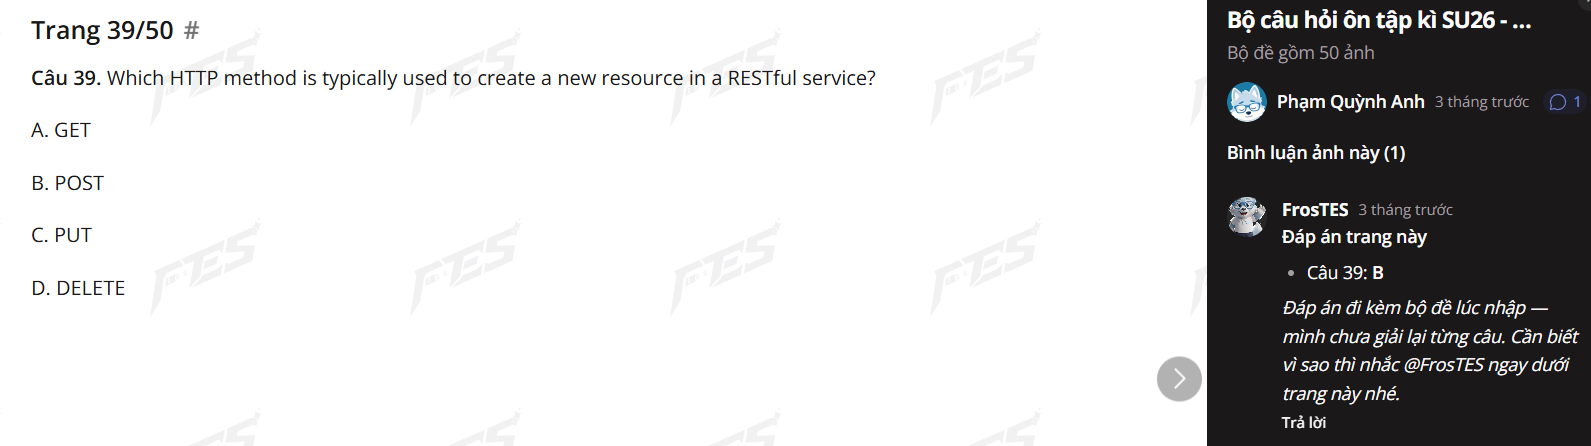 Trang 39/50 #
Câu 39. Which HTTP method is typically used to create a new resource in a RESTful service?
A. GET
B. POST
C. PUT
D. DELETE
Bộ câu hỏi ôn tập kì SU26 - ...
Bộ đề gồm 50 ảnh
Phạm Quỳnh Anh 3 tháng trước 1
Bình luận ảnh này (1)
FrosTES 3 tháng trước
Đáp án trang này
• Câu 39: B
Đáp án đi kèm bộ đề lúc nhập —
mình chưa giải lại từng câu. Cần biết
vì sao thì nhắc @FrosTES ngay dưới
trang này nhé.
Trả lời